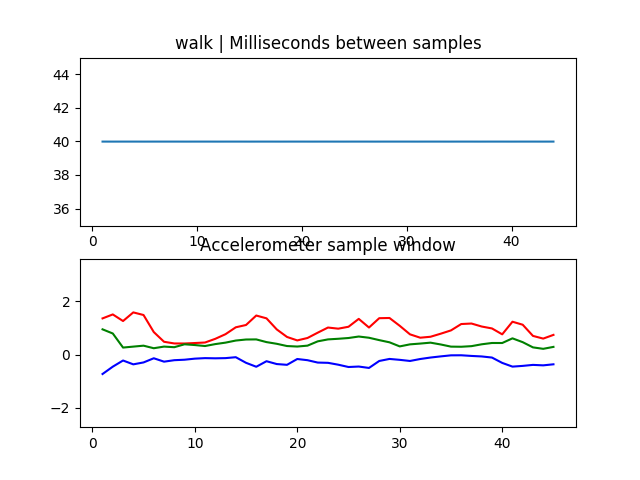 walk | Milliseconds between samples
44
42
40
38
36
0 10 20 30 40
Accelerometer sample window
2
0
−2
0 10 20 30 40